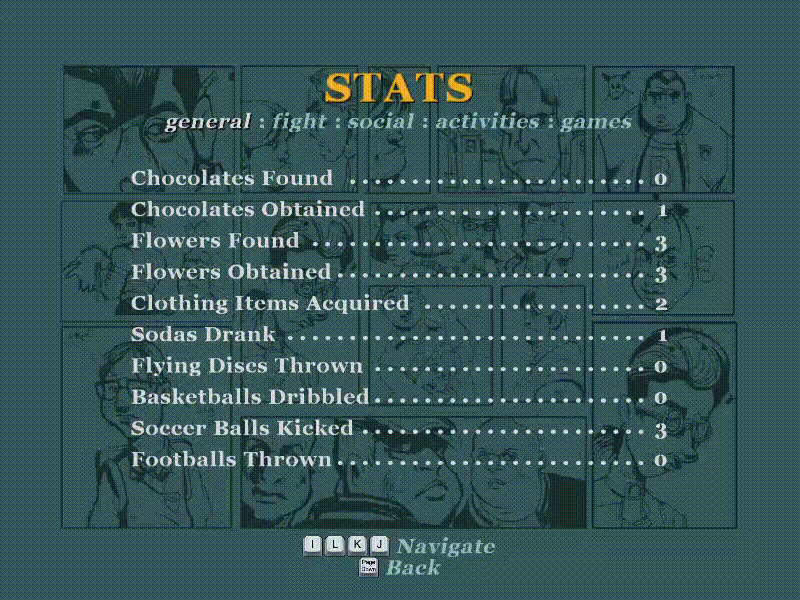 STATS
general : fight : social : activities : games
Chocolates Found ........................ 0
Chocolates Obtained ...................... 1
Flowers Found ........................... 3
Flowers Obtained ......................... 3
Clothing Items Acquired .................. 2
Sodas Drank ............................. 1
Flying Discs Thrown ...................... 0
Basketballs Dribbled ...................... 0
Soccer Balls Kicked ....................... 3
Footballs Thrown ......................... 0
I L K J Navigate
Page Down Back